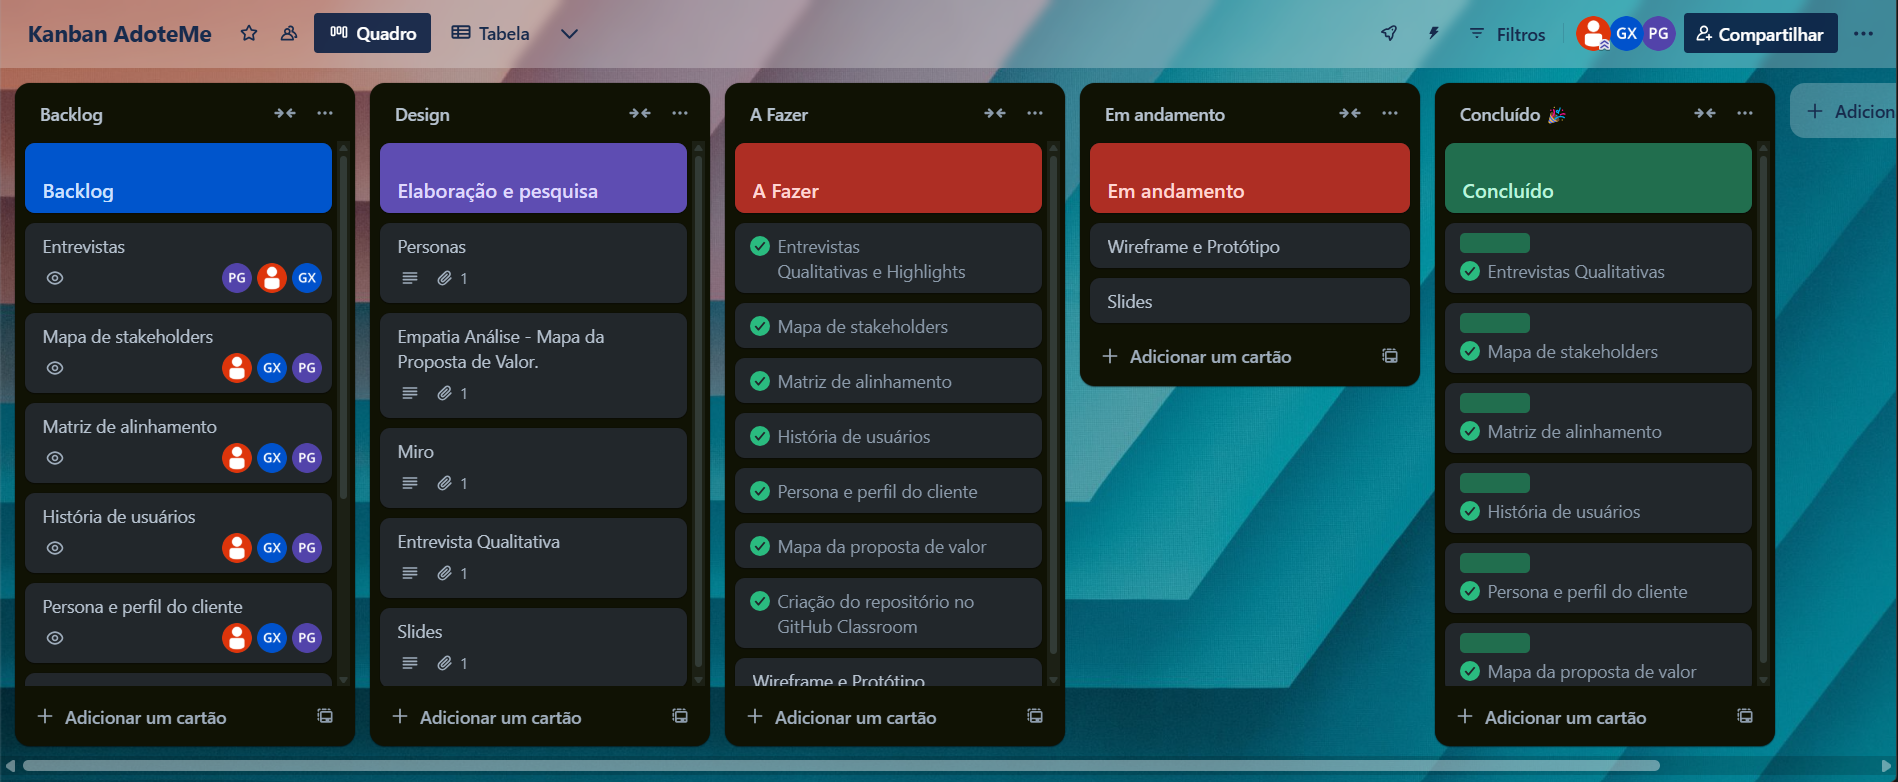 Kanban AdoteMe
Quadro
Tabela
Filtros
GX
PG
Compartilhar
Backlog
Backlog
Entrevistas
PG
GX
Mapa de stakeholders
GX
PG
Matriz de alinhamento
GX
PG
História de usuários
GX
PG
Persona e perfil do cliente
GX
PG
Adicionar um cartão
Design
Elaboração e pesquisa
Personas
1
Empatia Análise - Mapa da
Proposta de Valor.
1
Miro
1
Entrevista Qualitativa
1
Slides
1
Adicionar um cartão
A Fazer
A Fazer
Entrevistas
Qualitativas e Highlights
Mapa de stakeholders
Matriz de alinhamento
História de usuários
Persona e perfil do cliente
Mapa da proposta de valor
Criação do repositório no
GitHub Classroom
Wireframe e Protótipo
Adicionar um cartão
Em andamento
Em andamento
Wireframe e Protótipo
Slides
Adicionar um cartão
Concluído 🎉
Concluído
Entrevistas Qualitativas
Mapa de stakeholders
Matriz de alinhamento
História de usuários
Persona e perfil do cliente
Mapa da proposta de valor
Adicionar um cartão
Adicion